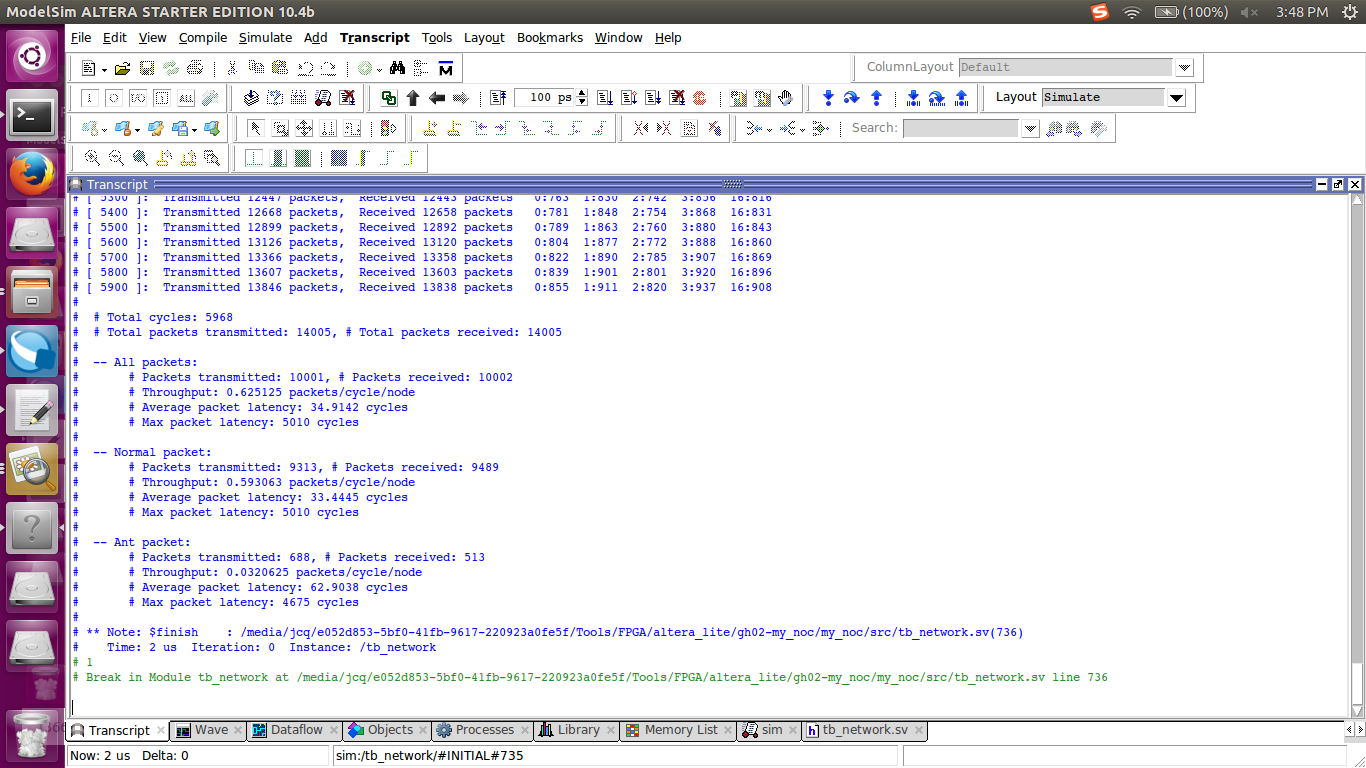 ModelSim ALTERA STARTER EDITION 10.4b
(100%) 3:48 PM
File Edit View Compile Simulate Add Transcript Tools Layout Bookmarks Window Help
ColumnLayout Default
100 ps Layout Simulate
Search:
Transcript
# [ 5300 ]: Transmitted 12447 packets, Received 12443 packets 0:763 1:830 2:742 3:856 16:816
# [ 5400 ]: Transmitted 12668 packets, Received 12658 packets 0:781 1:848 2:754 3:868 16:831
# [ 5500 ]: Transmitted 12899 packets, Received 12892 packets 0:789 1:863 2:760 3:880 16:843
# [ 5600 ]: Transmitted 13126 packets, Received 13120 packets 0:804 1:877 2:772 3:888 16:860
# [ 5700 ]: Transmitted 13366 packets, Received 13358 packets 0:822 1:890 2:785 3:907 16:869
# [ 5800 ]: Transmitted 13607 packets, Received 13603 packets 0:839 1:901 2:801 3:920 16:896
# [ 5900 ]: Transmitted 13846 packets, Received 13838 packets 0:855 1:911 2:820 3:937 16:908
#
# # Total cycles: 5968
# # Total packets transmitted: 14005, # Total packets received: 14005
#
# -- All packets:
# # Packets transmitted: 10001, # Packets received: 10002
# # Throughput: 0.625125 packets/cycle/node
# # Average packet latency: 34.9142 cycles
# # Max packet latency: 5010 cycles
#
# -- Normal packet:
# # Packets transmitted: 9313, # Packets received: 9489
# # Throughput: 0.593063 packets/cycle/node
# # Average packet latency: 33.4445 cycles
# # Max packet latency: 5010 cycles
#
# -- Ant packet:
# # Packets transmitted: 688, # Packets received: 513
# # Throughput: 0.0320625 packets/cycle/node
# # Average packet latency: 62.9038 cycles
# # Max packet latency: 4675 cycles
#
# ** Note: $finish : /media/jcq/e052d853-5bf0-41fb-9617-220923a0fe5f/Tools/FPGA/altera_lite/gh02-my_noc/my_noc/src/tb_network.sv(736)
# Time: 2 us Iteration: 0 Instance: /tb_network
# 1
# Break in Module tb_network at /media/jcq/e052d853-5bf0-41fb-9617-220923a0fe5f/Tools/FPGA/altera_lite/gh02-my_noc/my_noc/src/tb_network.sv line 736
Transcript Wave Dataflow Objects Processes Library Memory List sim tb_network.sv
Now: 2 us Delta: 0 sim:/tb_network/#INITIAL#735